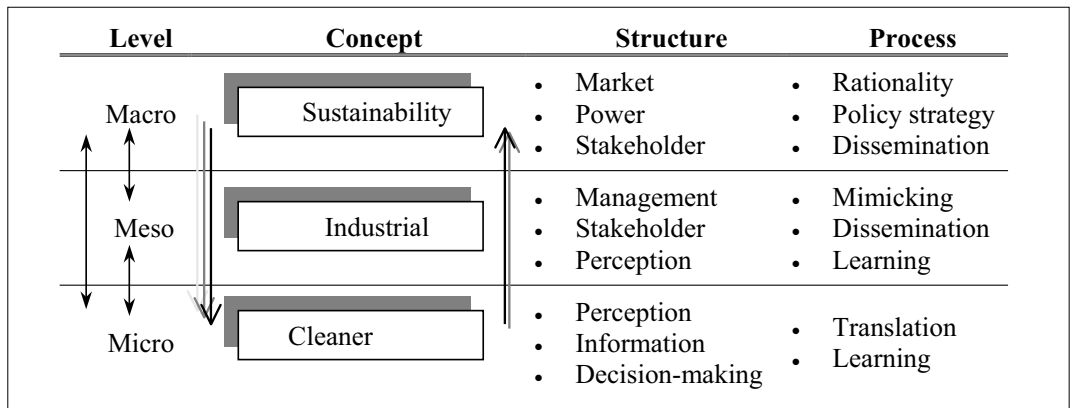 Level Concept Structure Process
Macro
Sustainability
• Market
• Power
• Stakeholder
• Rationality
• Policy strategy
• Dissemination
Meso
Industrial
• Management
• Stakeholder
• Perception
• Mimicking
• Dissemination
• Learning
Micro
Cleaner
• Perception
• Information
• Decision-making
• Translation
• Learning